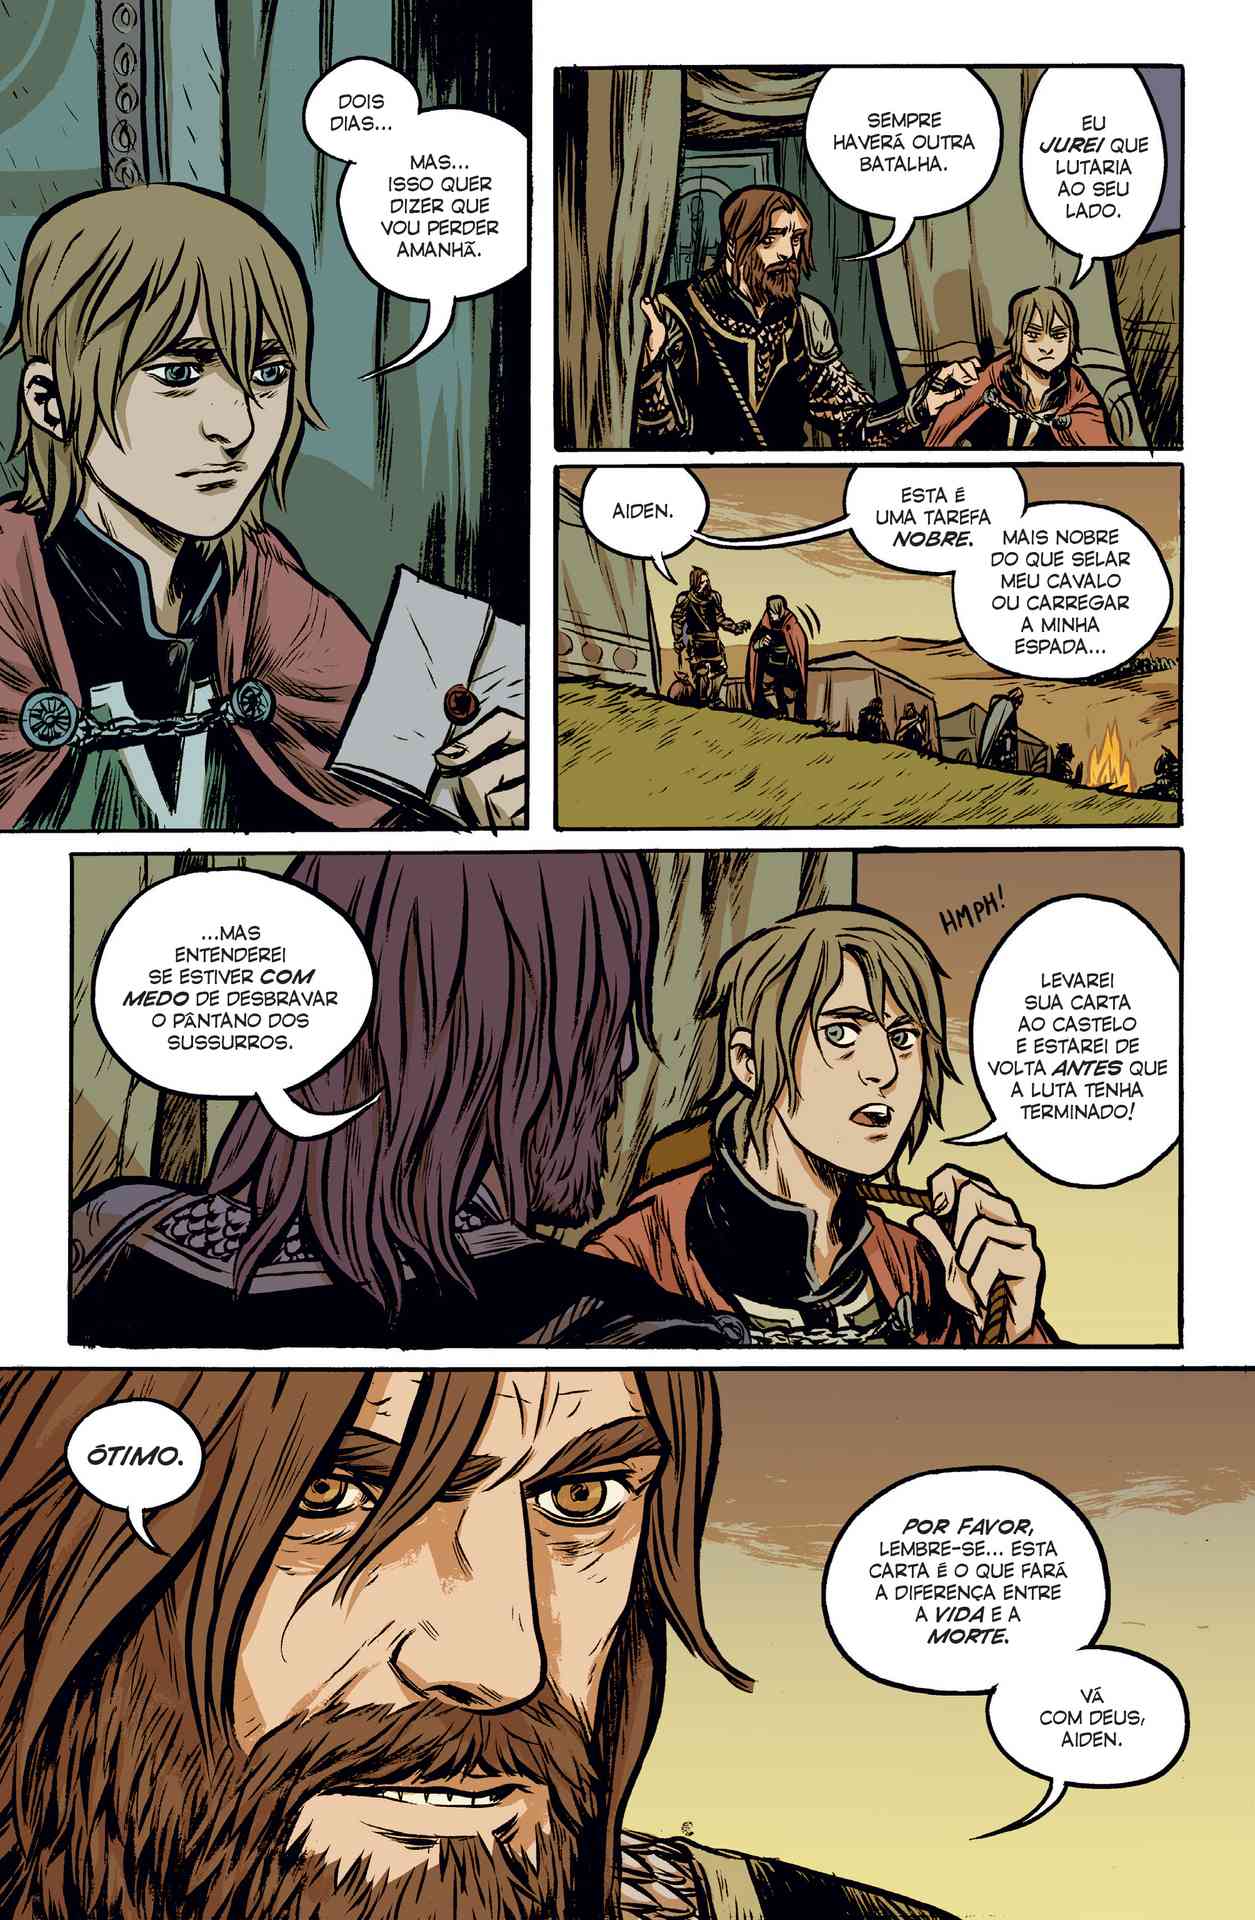 DOIS
DIAS...
MAS...
ISSO QUER
DIZER QUE
VOU PERDER
AMANHÃ.
SEMPRE
HAVERÁ OUTRA
BATALHA.
EU
JUREI QUE
LUTARIA
AO SEU
LADO.
AIDEN.
ESTA É
UMA TAREFA
NOBRE.
MAIS NOBRE
DO QUE SELAR
MEU CAVALO
OU CARREGAR
A MINHA
ESPADA...
...MAS
ENTENDEREI
SE ESTIVER COM
MEDO DE DESBRAVAR
O PÂNTANO DOS
SUSSURROS.
HMPH!
LEVAREI
SUA CARTA
AO CASTELO
E ESTAREI DE
VOLTA ANTES QUE
A LUTA TENHA
TERMINADO!
ÓTIMO.
POR FAVOR,
LEMBRE-SE... ESTA
CARTA É O QUE FARÁ
A DIFERENÇA ENTRE
A VIDA E A
MORTE.
VÁ
COM DEUS,
AIDEN.